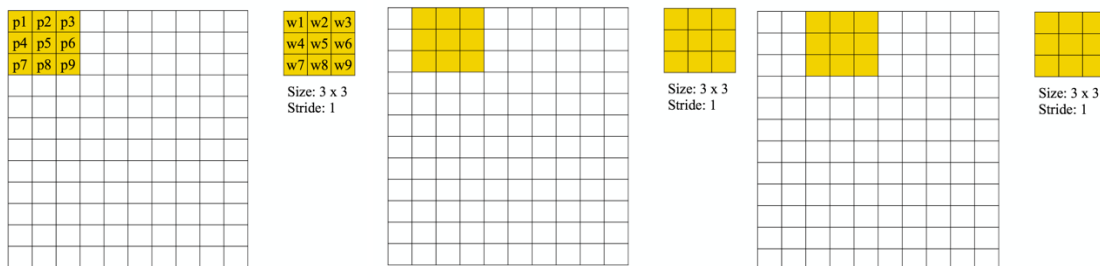 p1 p2 p3
p4 p5 p6
p7 p8 p9
w1 w2 w3
w4 w5 w6
w7 w8 w9
Size: 3 x 3
Stride: 1
Size: 3 x 3
Stride: 1
Size: 3 x 3
Stride: 1